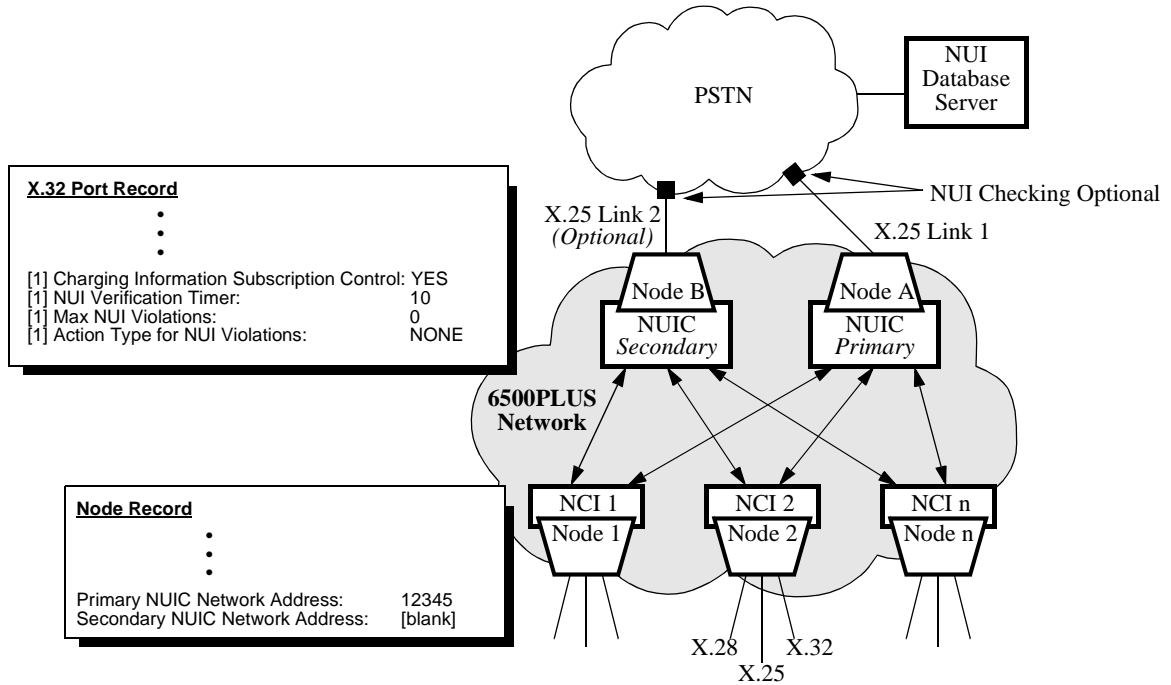 NUI
Database
Server
PSTN
NUI Checking Optional
X.25 Link 2
(Optional)
X.25 Link 1
X.32 Port Record
[1] Charging Information Subscription Control: YES
[1] NUI Verification Timer: 10
[1] Max NUI Violations: 0
[1] Action Type for NUI Violations: NONE
Node B
NUIC
Secondary
Node A
NUIC
Primary
6500PLUS
Network
NCI 1
Node 1
NCI 2
Node 2
NCI n
Node n
Node Record
Primary NUIC Network Address: 12345
Secondary NUIC Network Address: [blank]
X.28
X.25
X.32